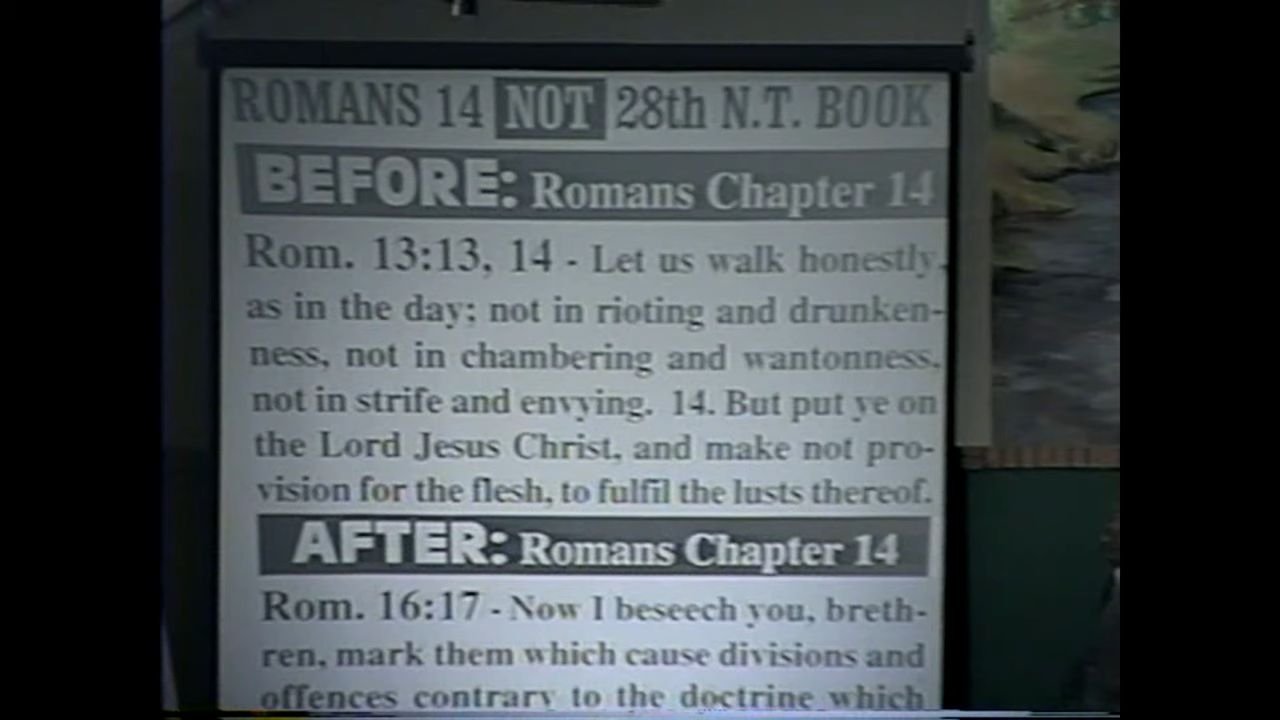 ROMANS 14 NOT 28th N.T. BOOK
BEFORE: Romans Chapter 14
Rom. 13:13, 14 - Let us walk honestly,
as in the day; not in rioting and drunken-
ness, not in chambering and wantonness,
not in strife and envying. 14. But put ye on
the Lord Jesus Christ, and make not pro-
vision for the flesh, to fulfil the lusts thereof.
AFTER: Romans Chapter 14
Rom. 16:17 - Now I beseech you, breth-
ren, mark them which cause divisions and
offences contrary to the doctrine which